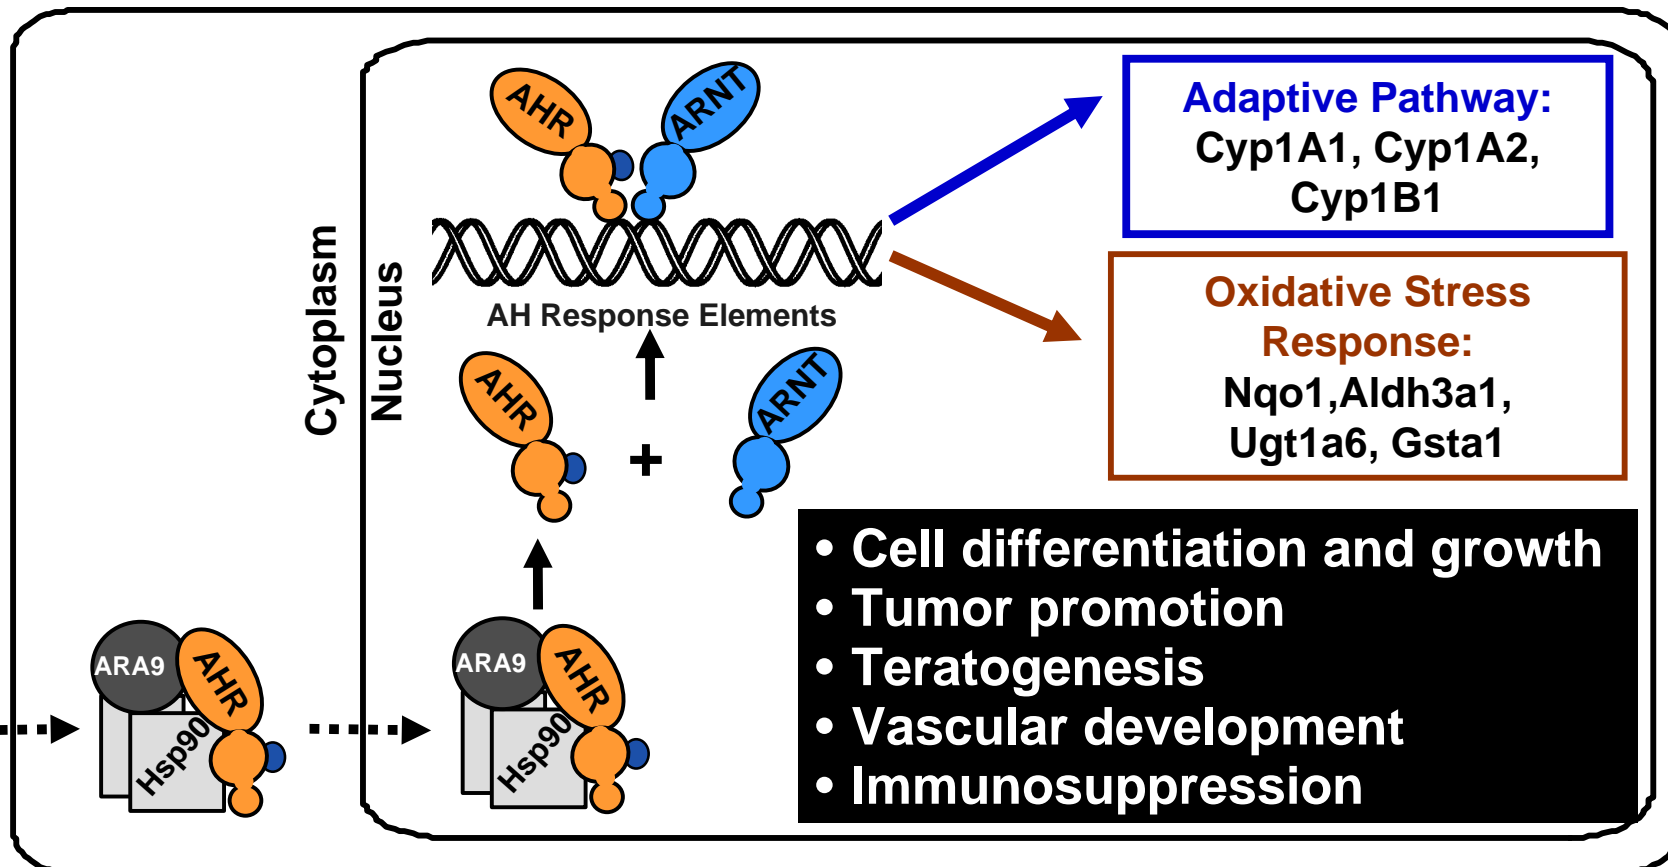 AHR
ARNT
Adaptive Pathway:
Cyp1A1, Cyp1A2,
Cyp1B1
Cytoplasm
Nucleus
AH Response Elements
Oxidative Stress
Response:
Nqo1,Aldh3a1,
Ugt1a6, Gsta1
AHR
+
ARNT
• Cell differentiation and growth
• Tumor promotion
• Teratogenesis
• Vascular development
• Immunosuppression
ARA9
AHR
Hsp90
ARA9
AHR
Hsp90